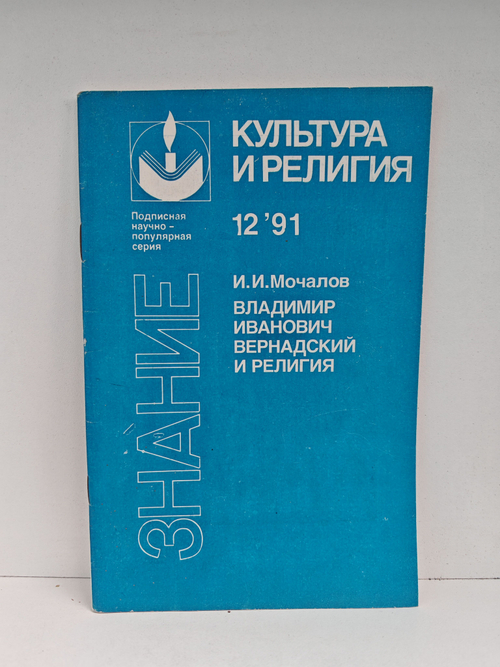 КУЛЬТУРА
И РЕЛИГИЯ
Подписная
научно -
популярная
серия
12 '91
ЗНАНИЕ
И.И.Мочалов
ВЛАДИМИР
ИВАНОВИЧ
ВЕРНАДСКИЙ
И РЕЛИГИЯ